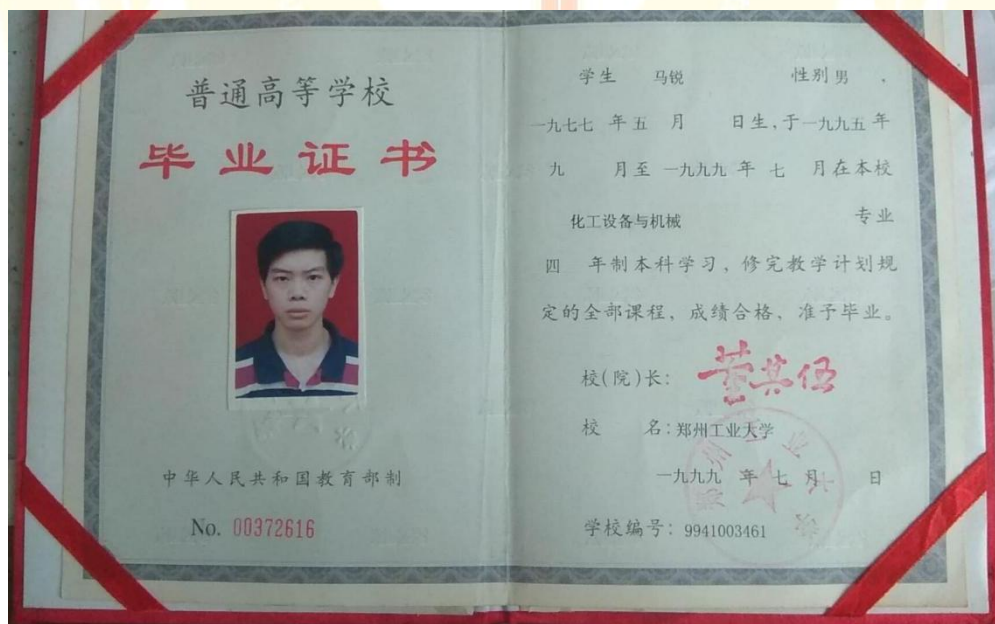 普通高等学校
毕业证书
中华人民共和国教育部制
No. 00372616
学生 马锐 性别 男 、
一九七七 年 五 月 日生，于 一九九五 年
九 月至 一九九九 年 七 月在本校
化工设备与机械 专业
四 年制本科学习，修完教学计划规
定的全部课程，成绩合格，准予毕业。
校(院)长： 董其伍
校 名：郑州工业大学
一九九九 年 七 月 日
学校编号：9941003461